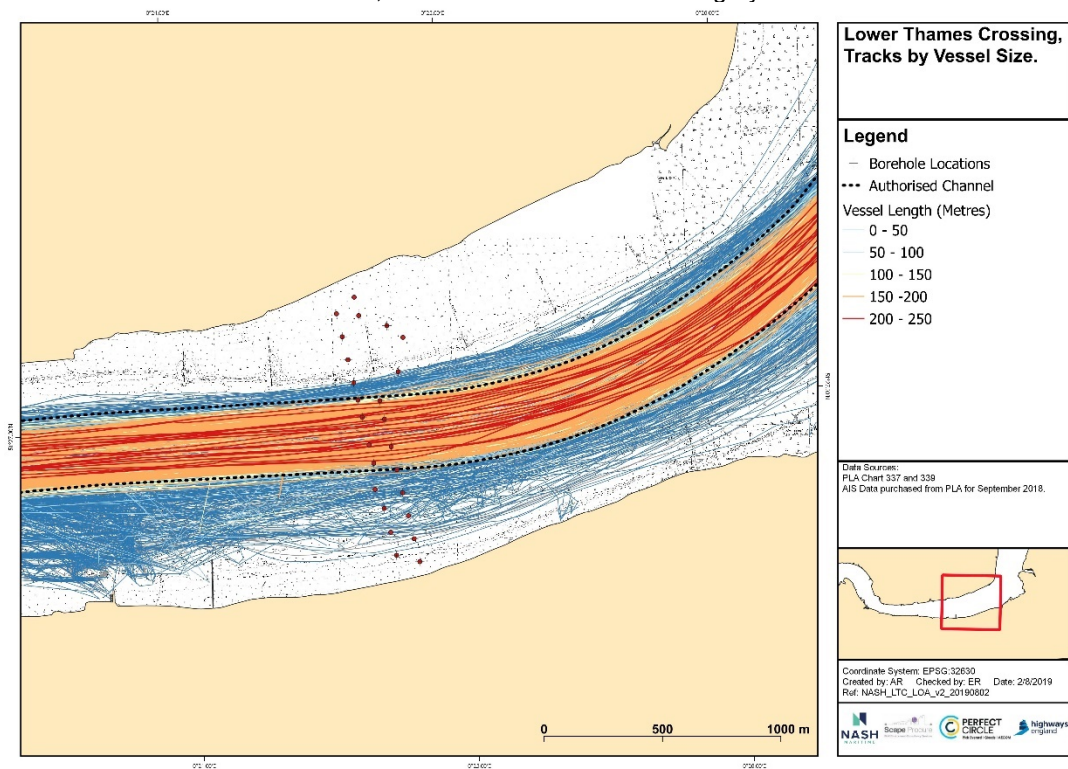 Lower Thames Crossing,
Tracks by Vessel Size.
Legend
Borehole Locations
Authorised Channel
Vessel Length (Metres)
0 - 50
50 - 100
100 - 150
150 -200
200 - 250
Data Sources:
PLA Chart 337 and 339
AIS Data purchased from PLA for September 2018.
0 500 1000 m
Coordinate System: EPSG:32630
Created by: AR Checked by: ER Date: 2/8/2019
Ref: NASH_LTC_LOA_v2_20190802
NASH
MARITIME
Scape Procure
PERFECT
CIRCLE
highways
england